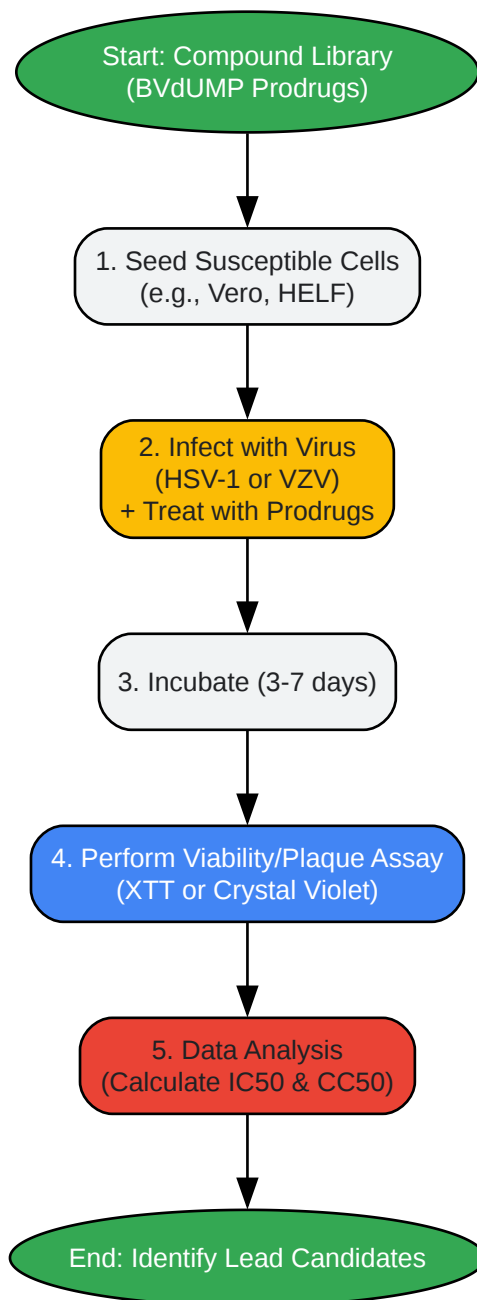 Start: Compound Library
(BVdUMP Prodrugs)
1. Seed Susceptible Cells
(e.g., Vero, HELF)
2. Infect with Virus
(HSV-1 or VZV)
+ Treat with Prodrugs
3. Incubate (3-7 days)
4. Perform Viability/Plaque Assay
(XTT or Crystal Violet)
5. Data Analysis
(Calculate IC50 & CC50)
End: Identify Lead Candidates